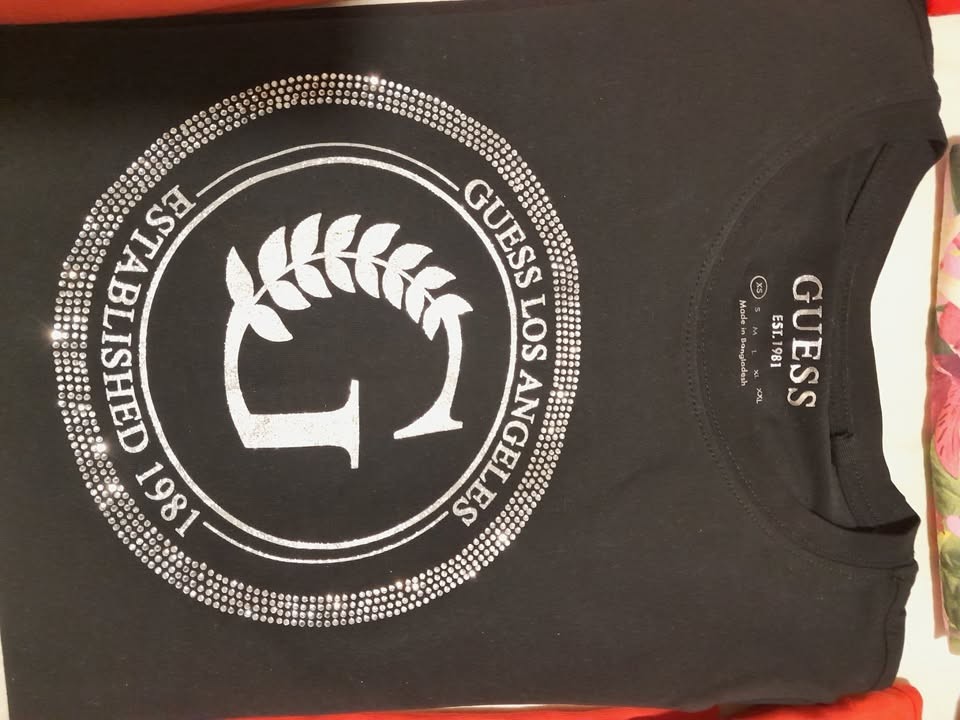 GUESS
EST. 1981
XS S M L XL XXL
Made in Bangladesh
GUESS LOS ANGELES
G
ESTABLISHED 1981